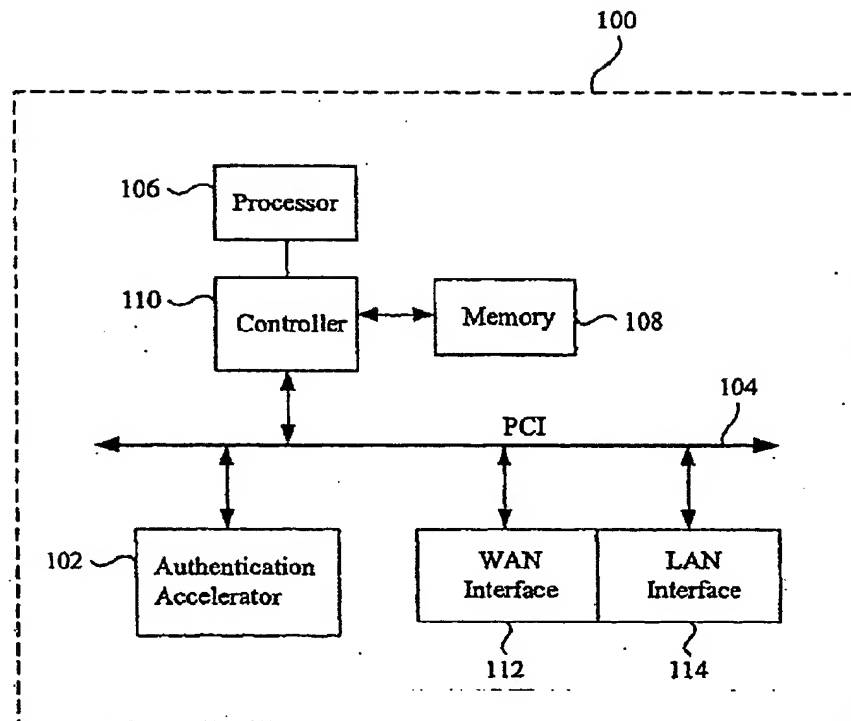 100
106
Processor
110
Controller
Memory
108
104
PCI
102
Authentication
Accelerator
WAN
Interface
LAN
Interface
112
114